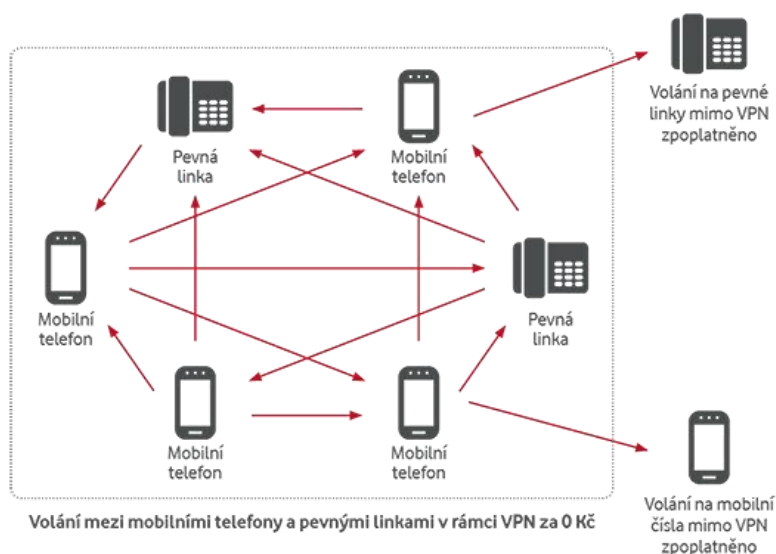 Volání na pevné
linky mimo VPN
zpoplatněno
Pevná
linka
Mobilní
telefon
Mobilní
telefon
Pevná
linka
Mobilní
telefon
Mobilní
telefon
Volání na mobilní
čísla mimo VPN
zpoplatněno
Volání mezi mobilními telefony a pevnými linkami v rámci VPN za 0 Kč